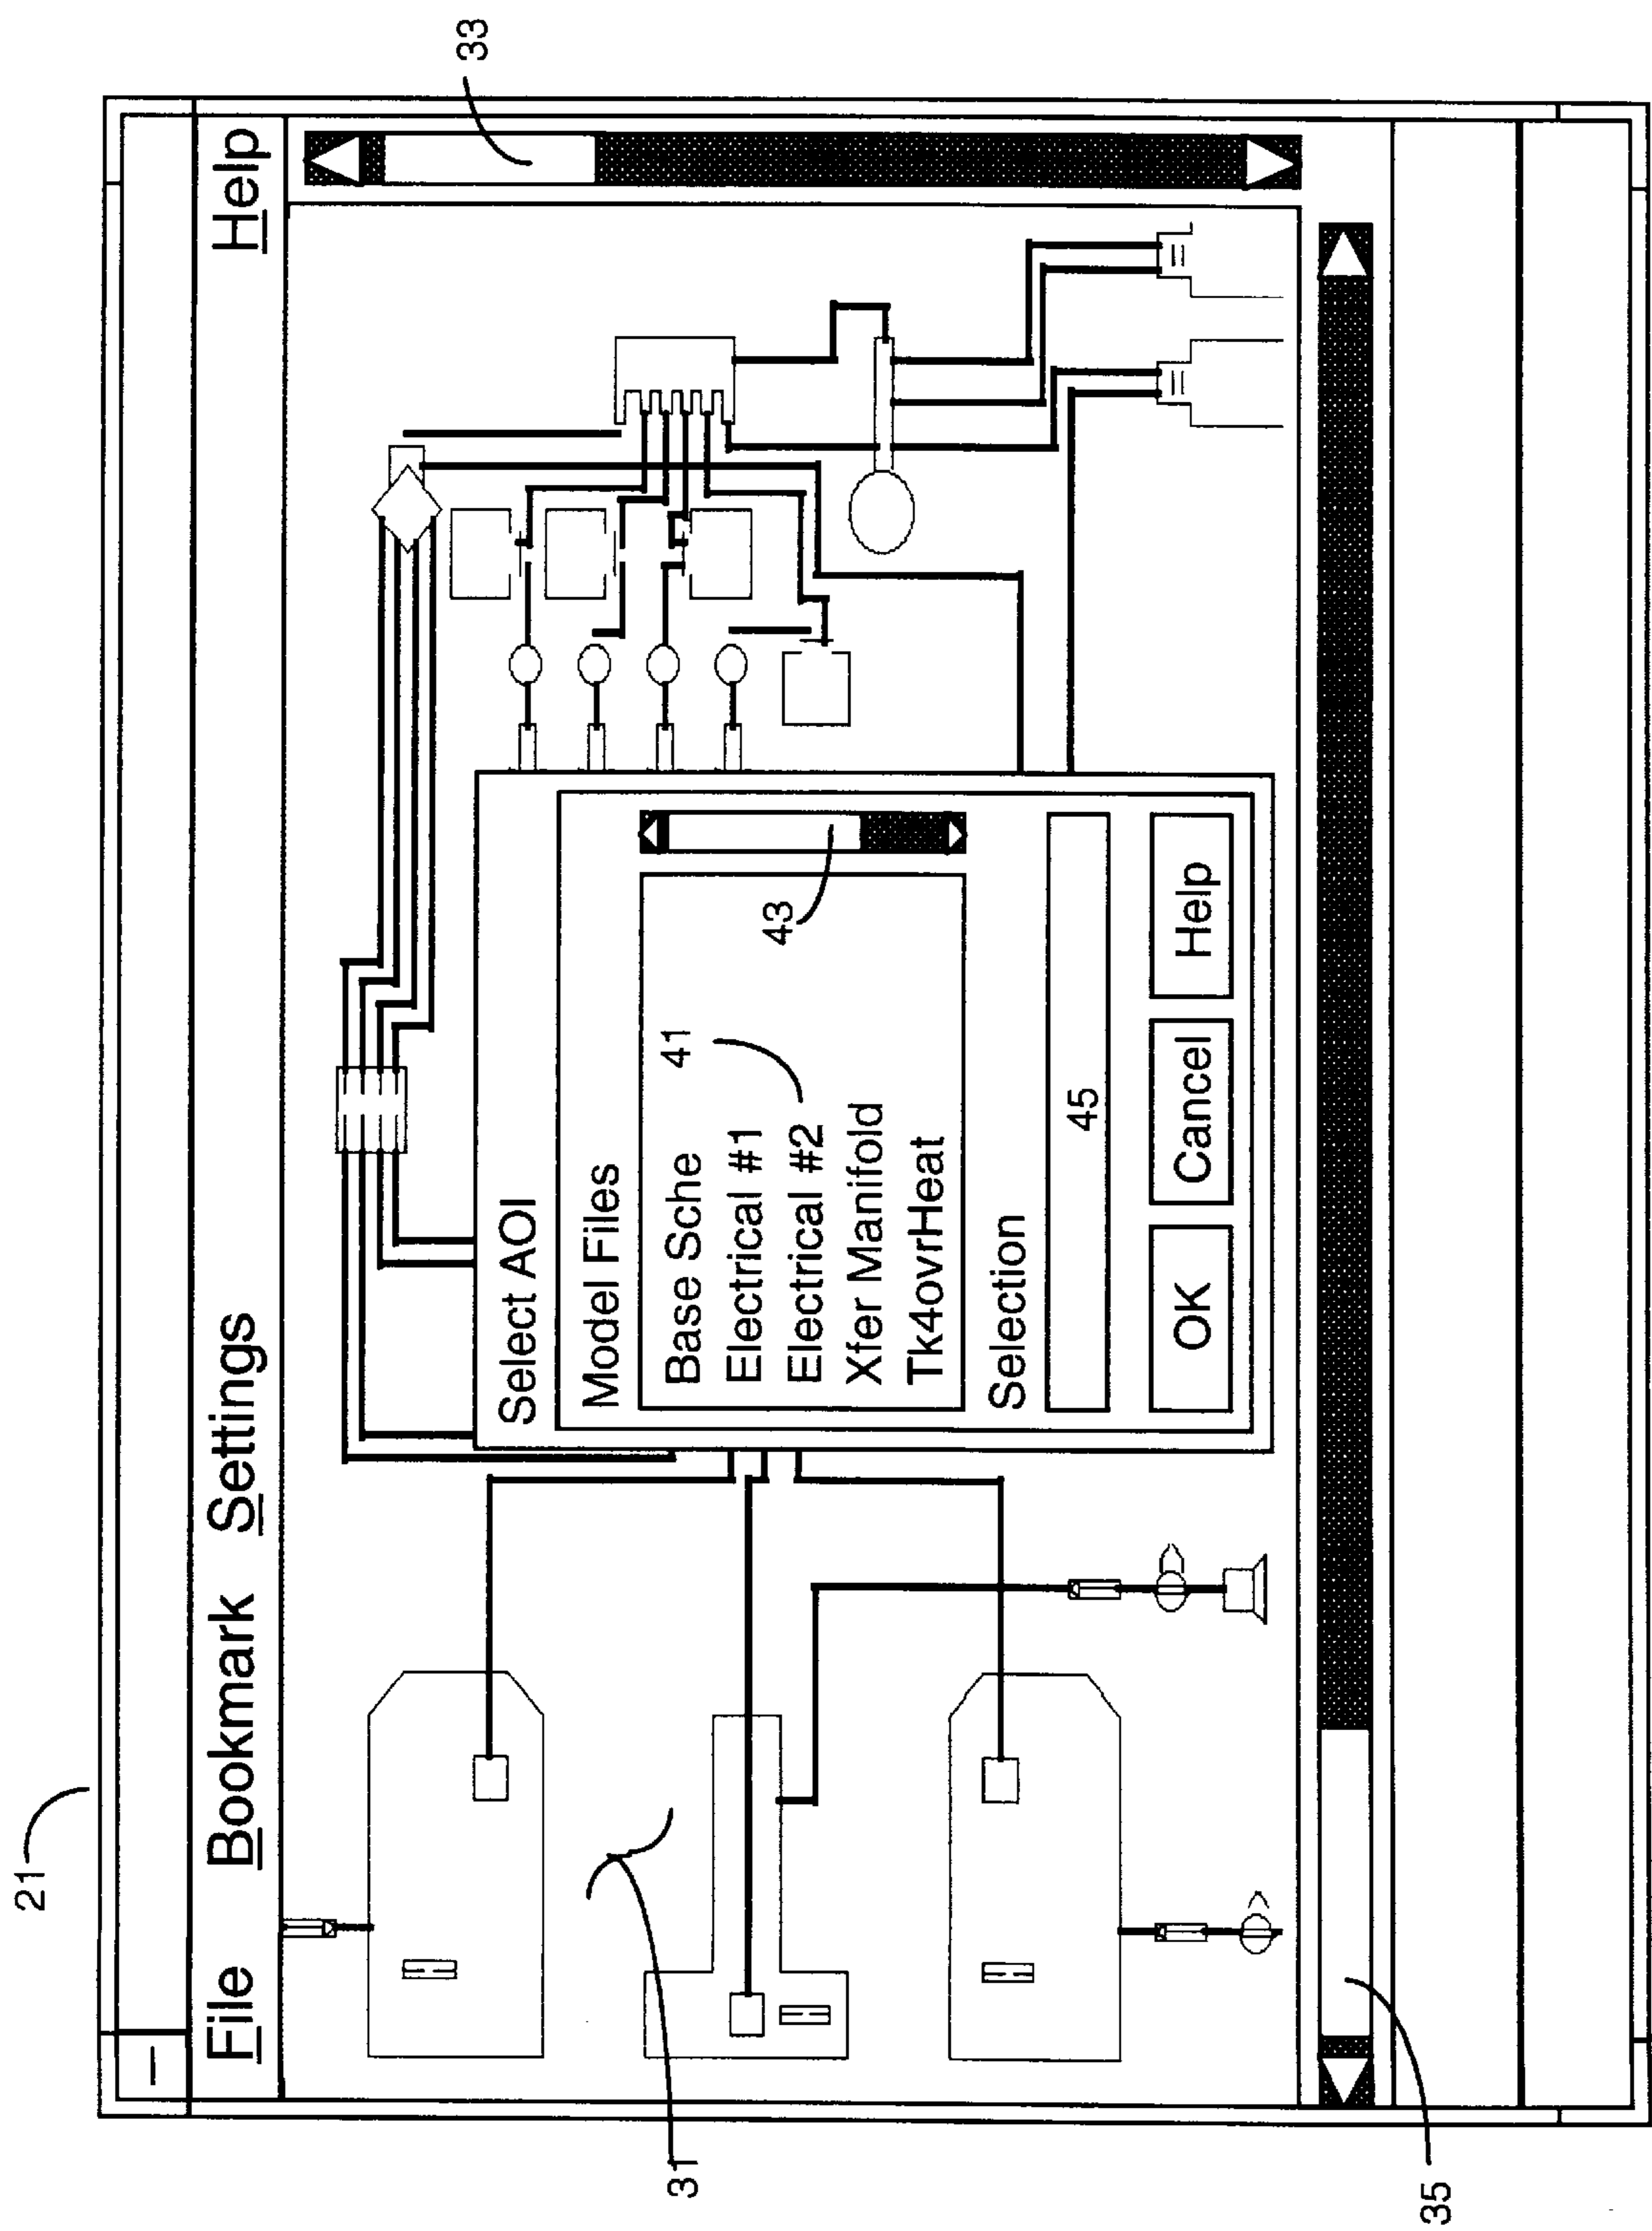 21
File Bookmark Settings Help
33
31
Select AOI
Model Files
Base Sche
Electrical #1
Electrical #2
Xfer Manifold
Tk4ovrHeat
41
43
Selection
45
OK Cancel Help
35